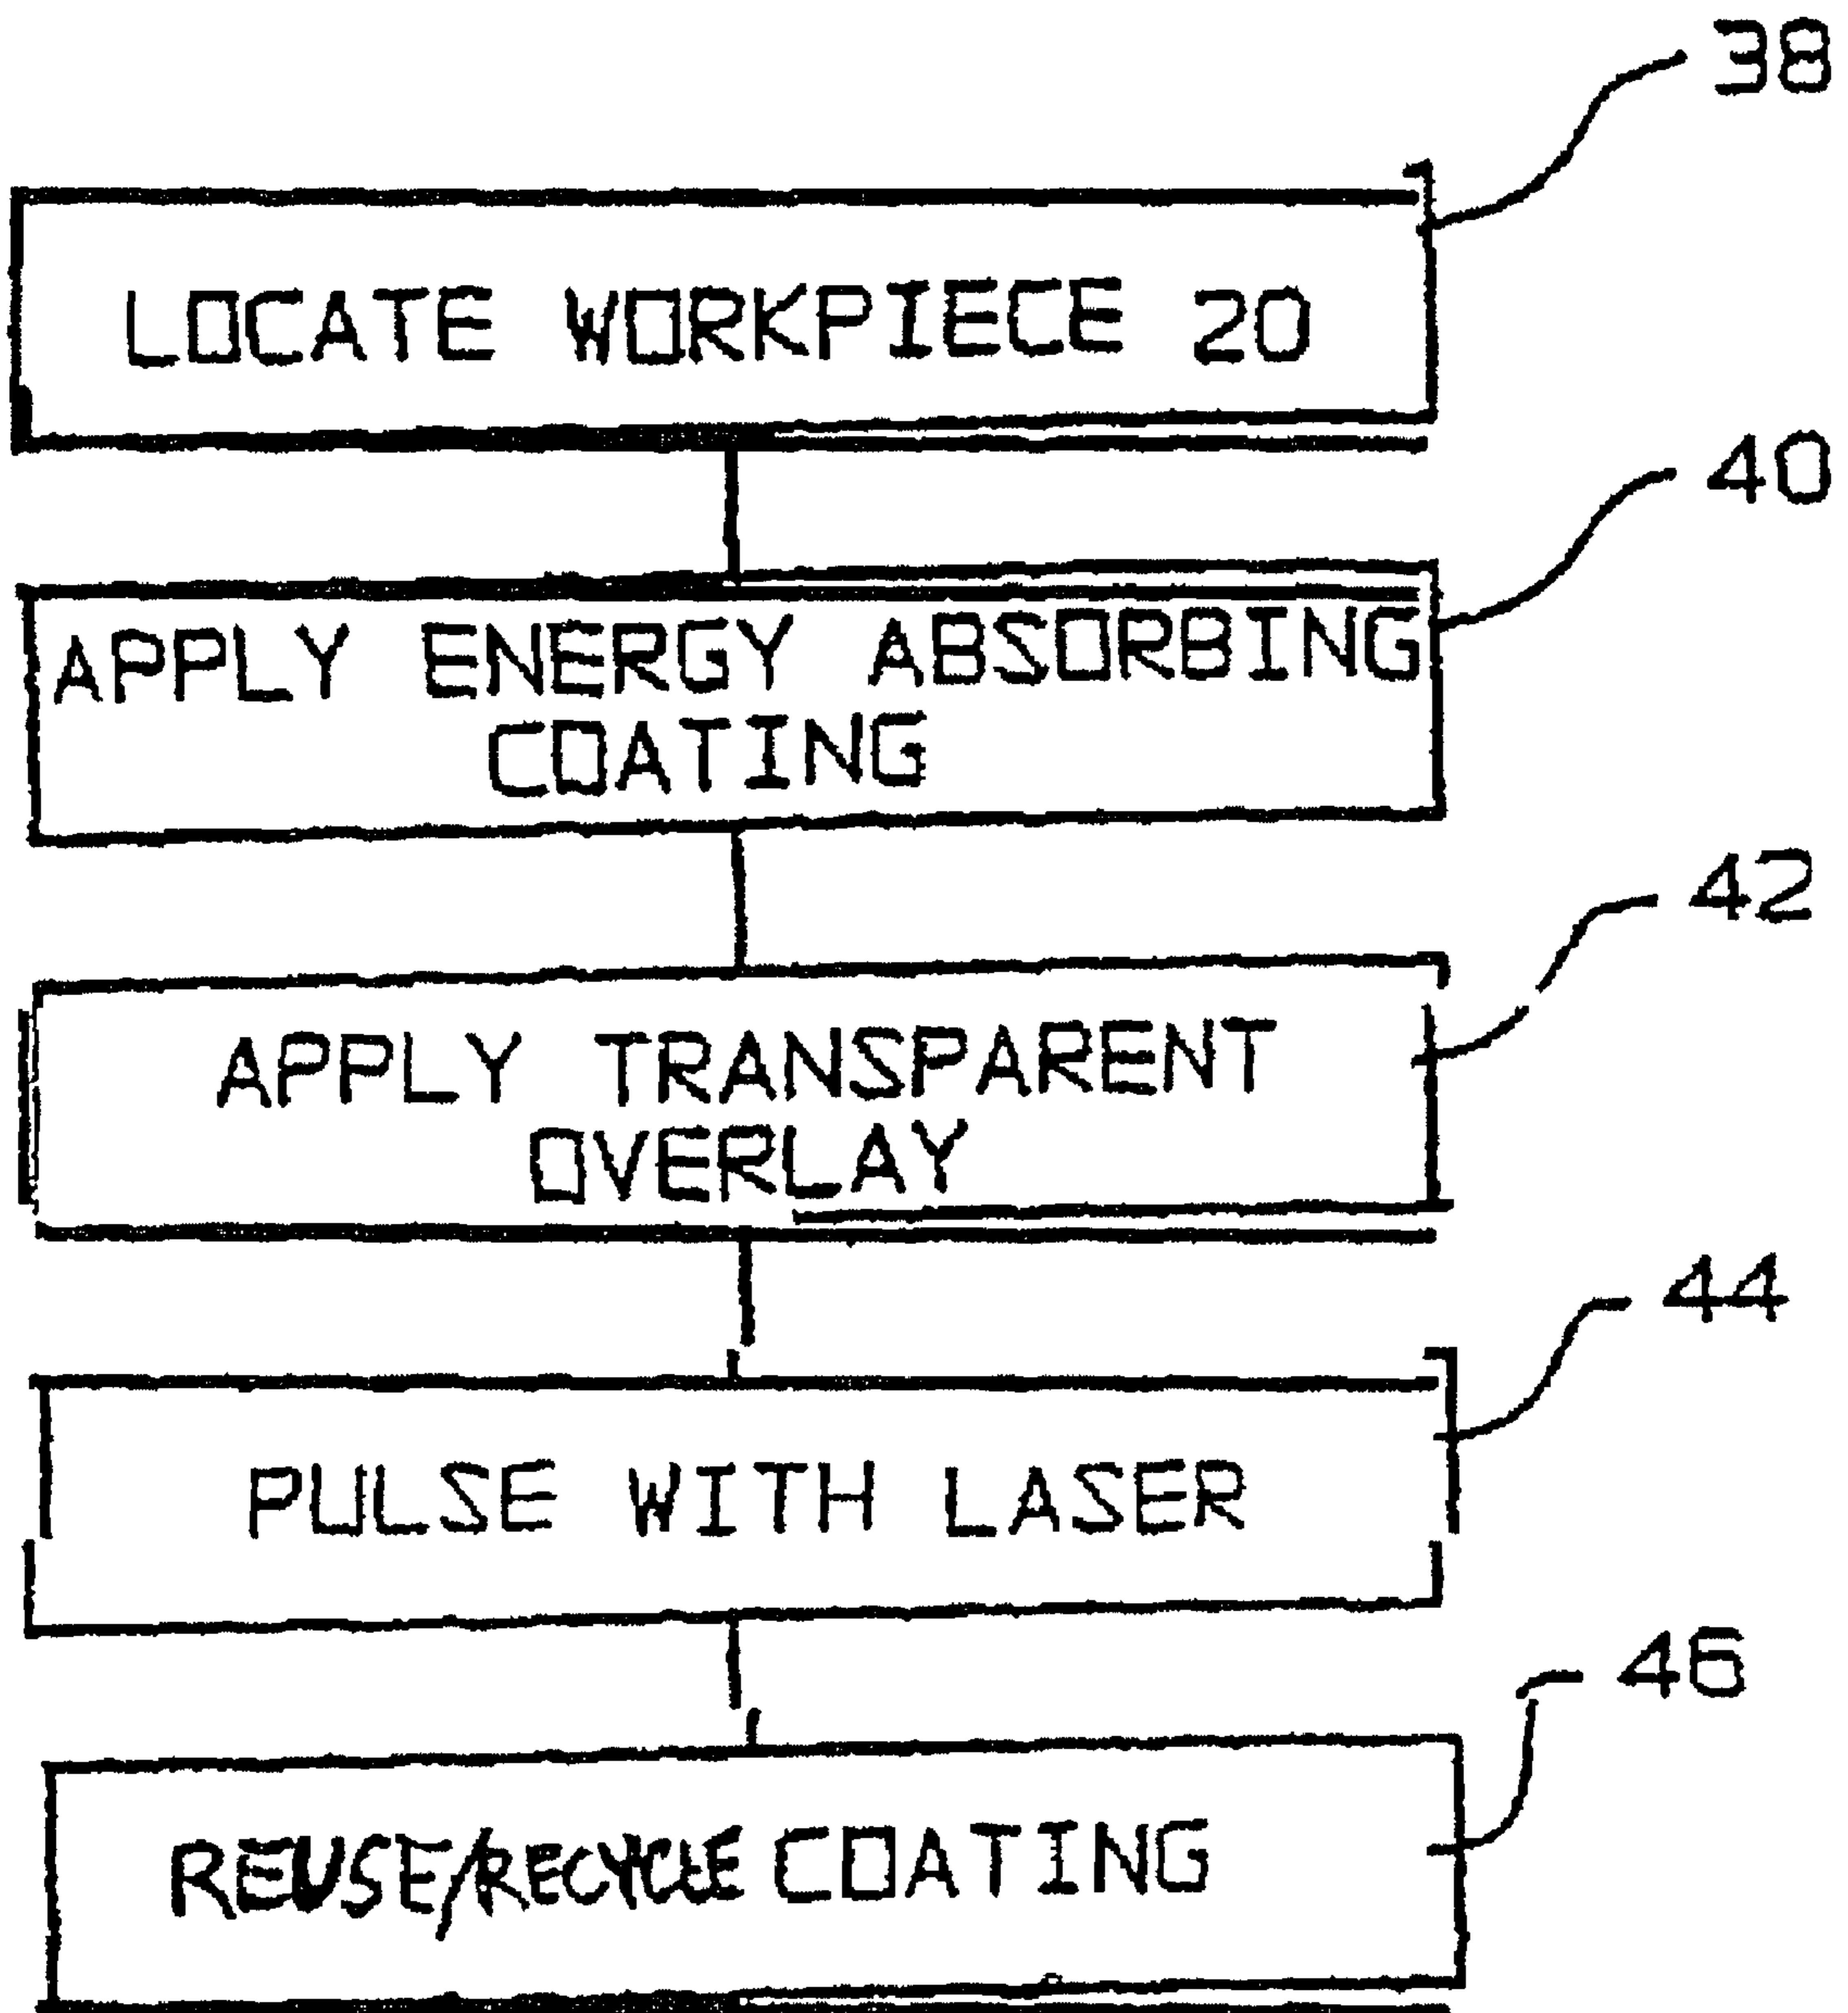 38
LOCATE WORKPIECE 20
40
APPLY ENERGY ABSORBING
COATING
42
APPLY TRANSPARENT
OVERLAY
44
PULSE WITH LASER
46
REUSE/RECYCLE COATING